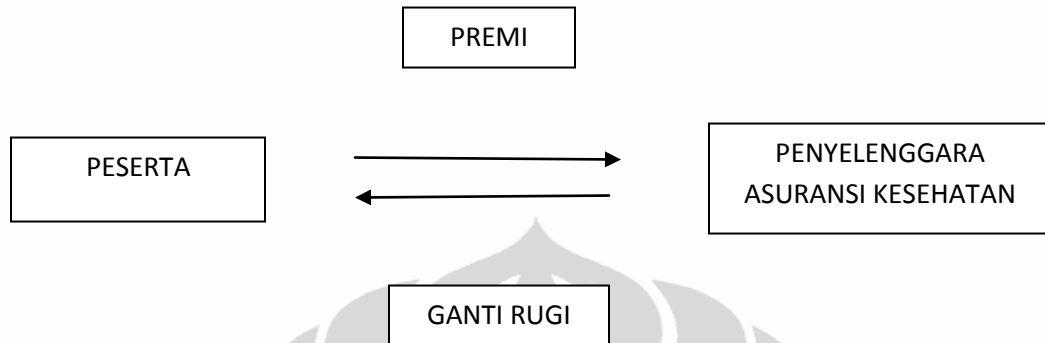 PREMI
PESERTA
PENYELENGGARA
ASURANSI KESEHATAN
GANTI RUGI